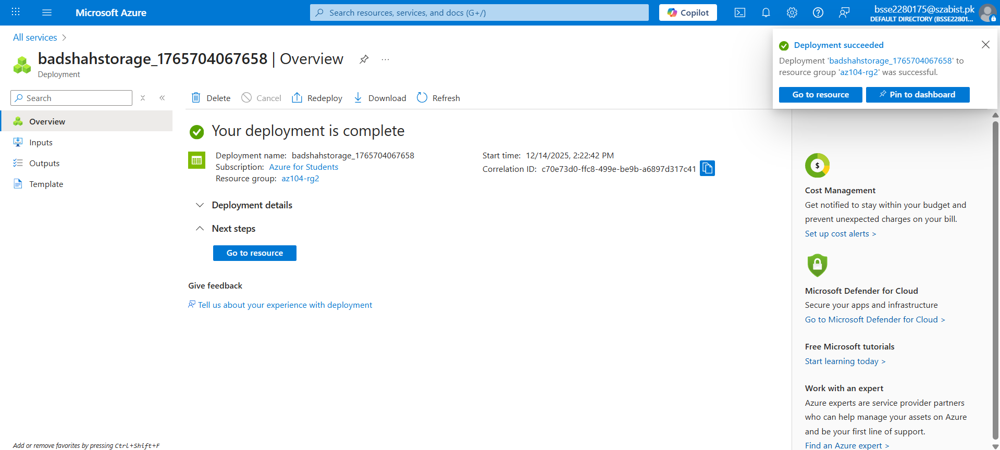 Microsoft Azure
Search resources, services, and docs (G+/)
Copilot
bsse2280175@szabist.pk
DEFAULT DIRECTORY (BSSE22801...
All services
badshahstorage_1765704067658 | Overview
...
Deployment
Deployment succeeded
Deployment 'badshahstorage_1765704067658' to
resource group 'az104-rg2' was successful.
Go to resource
Pin to dashboard
Search
Delete
Cancel
Redeploy
Download
Refresh
Overview
Inputs
Outputs
Template
Your deployment is complete
Deployment name: badshahstorage_1765704067658
Subscription: Azure for Students
Resource group: az104-rg2
Start time: 12/14/2025, 2:22:42 PM
Correlation ID: c70e73d0-ffc8-499e-be9b-a6897d317c41
Deployment details
Next steps
Go to resource
Give feedback
Tell us about your experience with deployment
$
Cost Management
Get notified to stay within your budget and
prevent unexpected charges on your bill.
Set up cost alerts >
Microsoft Defender for Cloud
Secure your apps and infrastructure
Go to Microsoft Defender for Cloud >
Free Microsoft tutorials
Start learning today >
Work with an expert
Azure experts are service provider partners
who can help manage your assets on Azure
and be your first line of support.
Find an Azure expert >
Add or remove favorites by pressing Ctrl+Shift+F